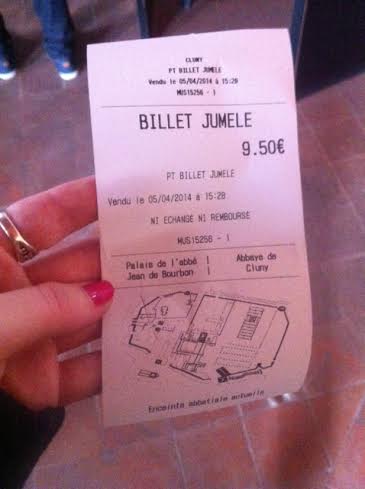 CLUNY
PT BILLET JUMELE
Vendu le 05/04/2014 à 15:28
MUS15256 - 1
BILLET JUMELE
9.50€
PT BILLET JUMELE
Vendu le 05/04/2014 à 15:28
NI ECHANGE NI REMBOURSE
MUS15256 - 1
Palais de l'abbé | Abbaye de
Jean de Bourbon | Cluny
Enceinte abbatiale actuelle